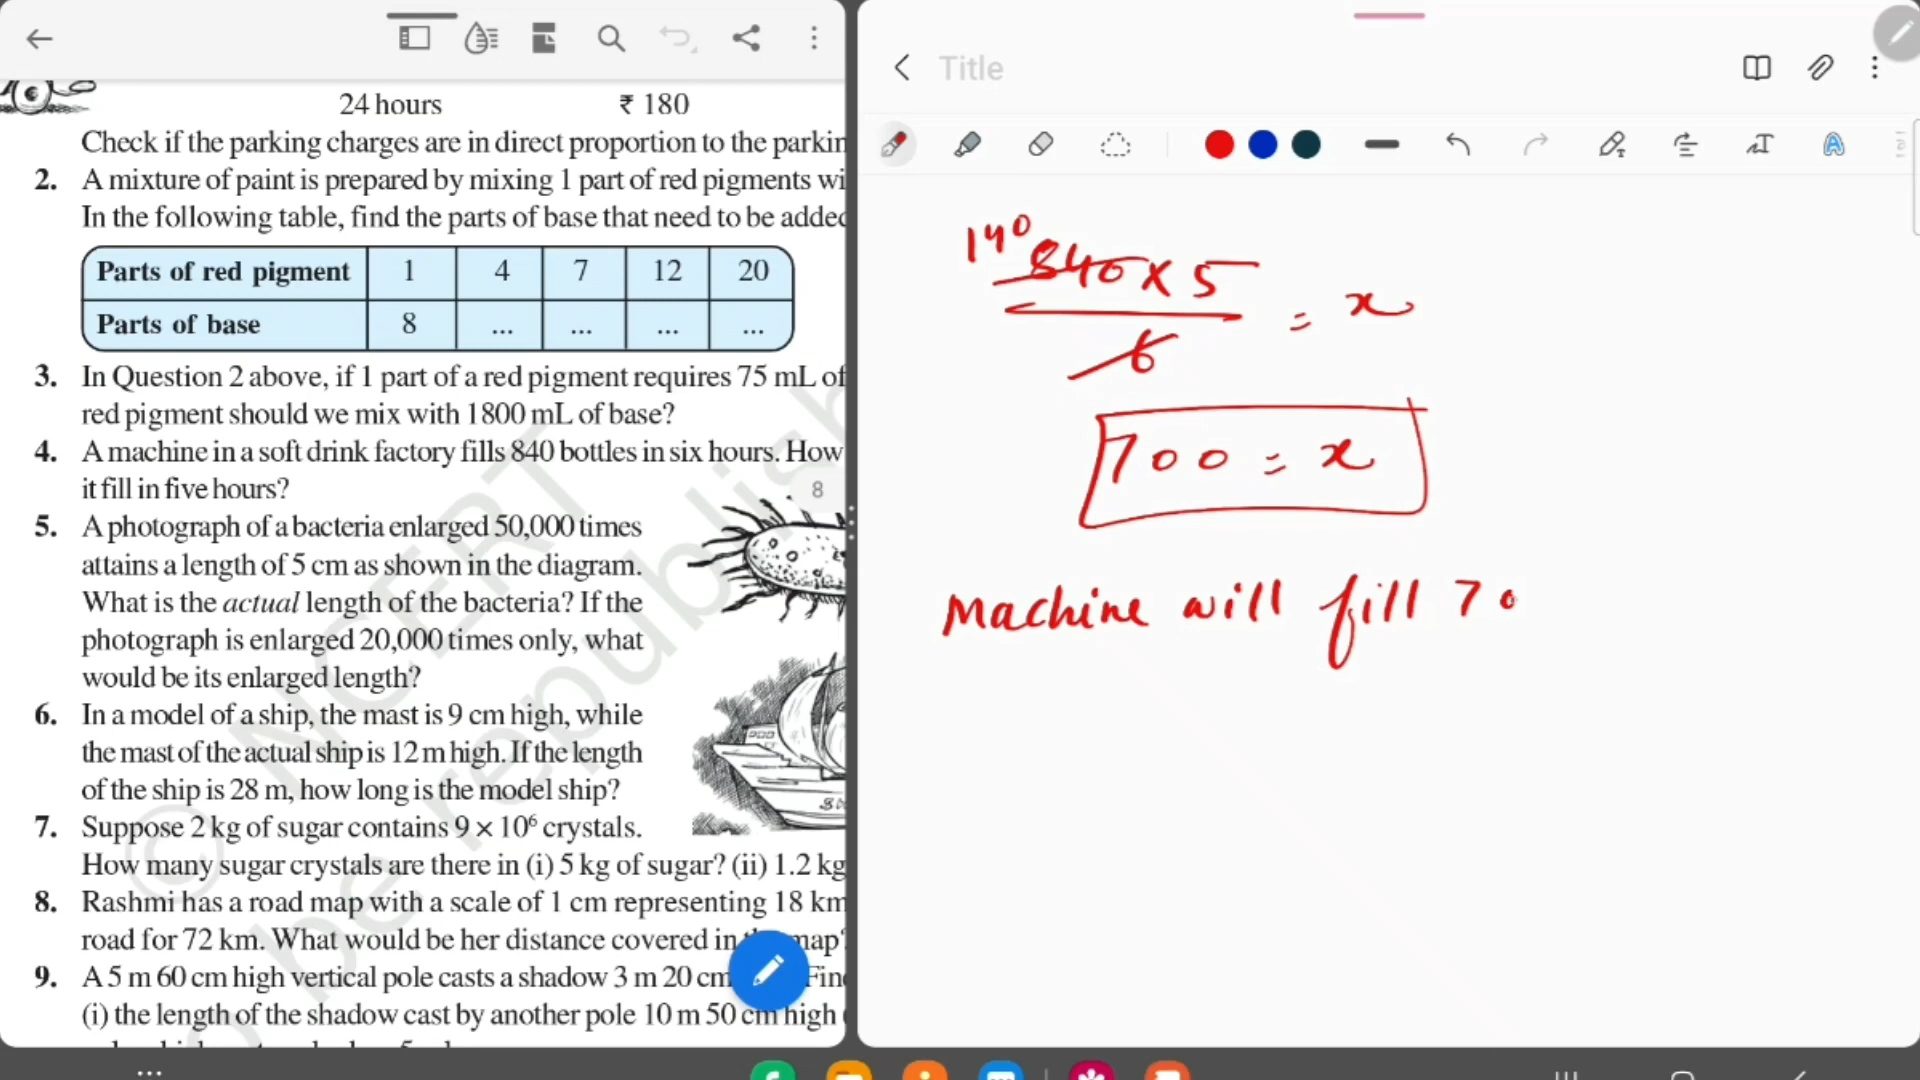 24 hours ₹ 180
Check if the parking charges are in direct proportion to the parkin
2. A mixture of paint is prepared by mixing 1 part of red pigments wi
In the following table, find the parts of base that need to be added
Parts of red pigment 1 4 7 12 20
Parts of base 8 ... ... ... ...
3. In Question 2 above, if 1 part of a red pigment requires 75 mL of
red pigment should we mix with 1800 mL of base?
4. A machine in a soft drink factory fills 840 bottles in six hours. How
it fill in five hours?
8
5. A photograph of a bacteria enlarged 50,000 times
attains a length of 5 cm as shown in the diagram.
What is the actual length of the bacteria? If the
photograph is enlarged 20,000 times only, what
would be its enlarged length?
6. In a model of a ship, the mast is 9 cm high, while
the mast of the actual ship is 12 m high. If the length
of the ship is 28 m, how long is the model ship?
7. Suppose 2 kg of sugar contains 9 × 10⁶ crystals.
How many sugar crystals are there in (i) 5 kg of sugar? (ii) 1.2 kg
8. Rashmi has a road map with a scale of 1 cm representing 18 km
road for 72 km. What would be her distance covered in map?
9. A 5 m 60 cm high vertical pole casts a shadow 3 m 20 cm Fin
(i) the length of the shadow cast by another pole 10 m 50 cm high
© NCERT
be republish
Title
140
840 × 5
6
= x
700 = x
Machine will fill 70